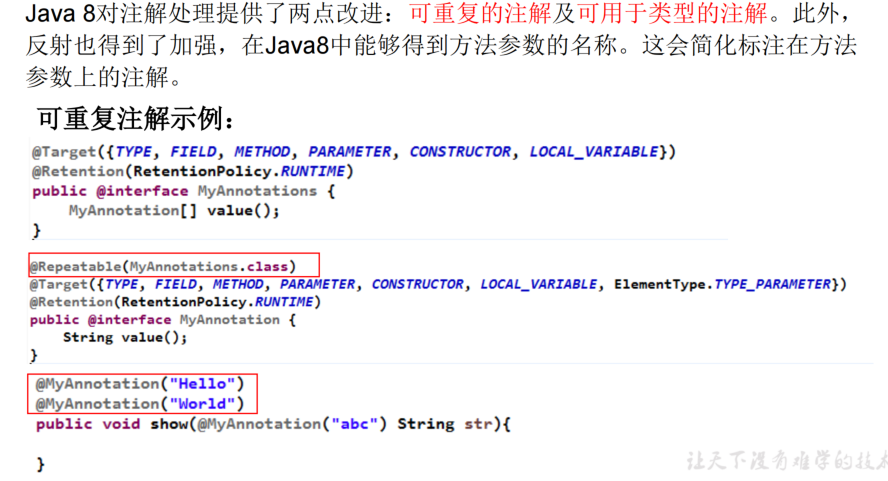 Java 8对注解处理提供了两点改进：可重复的注解及可用于类型的注解。此外，
反射也得到了加强，在Java8中能够得到方法参数的名称。这会简化标注在方法
参数上的注解。
可重复注解示例：
@Target({TYPE, FIELD, METHOD, PARAMETER, CONSTRUCTOR, LOCAL_VARIABLE})
@Retention(RetentionPolicy.RUNTIME)
public @interface MyAnnotations {
MyAnnotation[] value();
}
@Repeatable(MyAnnotations.class)
@Target({TYPE, FIELD, METHOD, PARAMETER, CONSTRUCTOR, LOCAL_VARIABLE, ElementType.TYPE_PARAMETER})
@Retention(RetentionPolicy.RUNTIME)
public @interface MyAnnotation {
String value();
}
@MyAnnotation("Hello")
@MyAnnotation("World")
public void show(@MyAnnotation("abc") String str){
}
让天下没有难学的技术